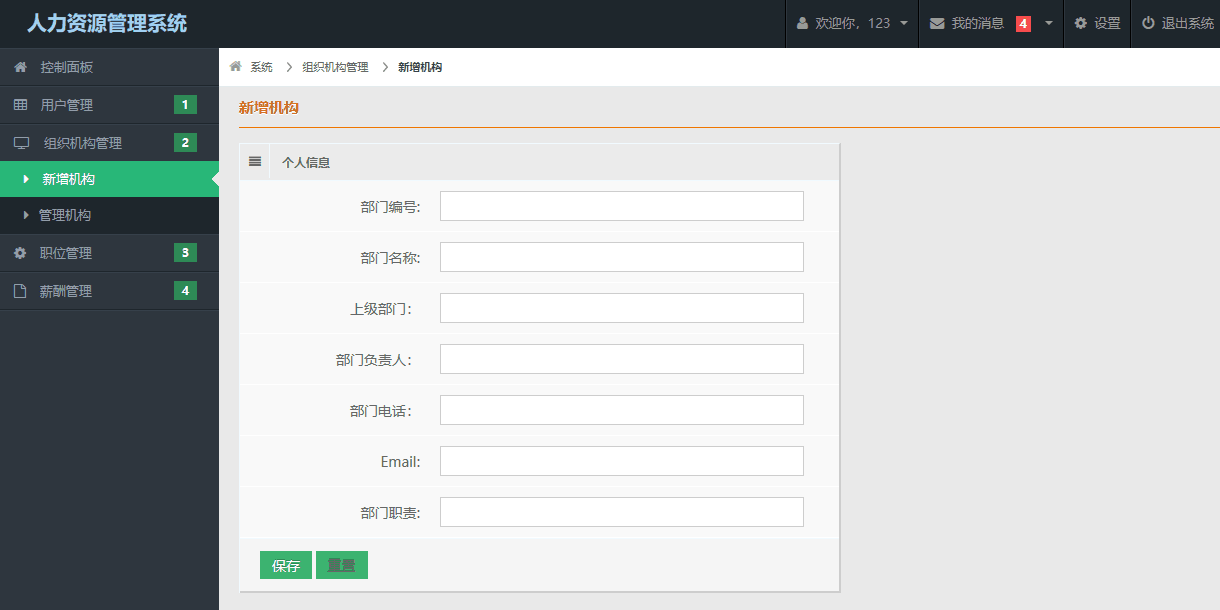 人力资源管理系统
欢迎你，123
我的消息 4
设置
退出系统
控制面板
用户管理 1
组织机构管理 2
新增机构
管理机构
职位管理 3
薪酬管理 4
系统 > 组织机构管理 > 新增机构
新增机构
个人信息
部门编号:
部门名称:
上级部门：
部门负责人：
部门电话：
Email:
部门职责:
保存 重置